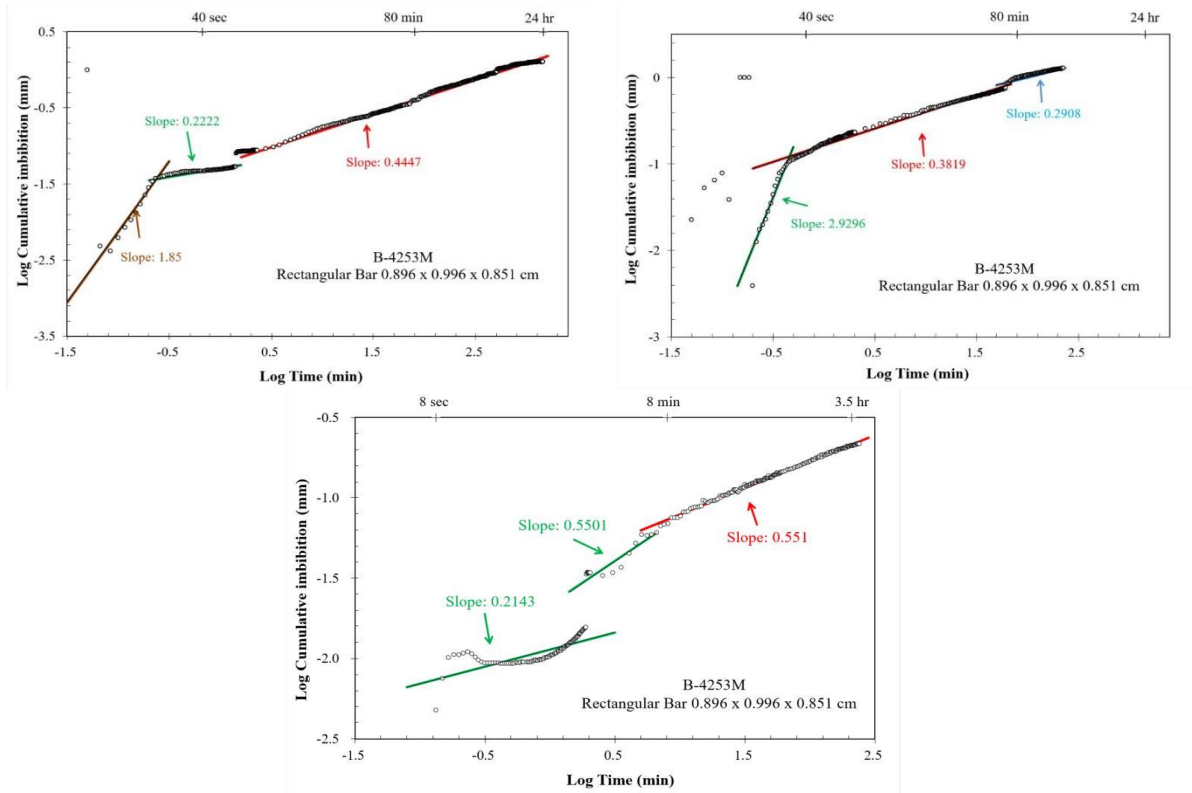 40 sec 80 min 24 hr
0.5
-0.5
-1.5
-2.5
-3.5
Log Cumulative imbibition (mm)
Slope: 0.2222
Slope: 0.4447
Slope: 1.85
B-4253M
Rectangular Bar 0.896 x 0.996 x 0.851 cm
-1.5 -0.5 0.5 1.5 2.5
Log Time (min)
40 sec 80 min 24 hr
0
-1
-2
-3
Log Cumulative imbibition (mm)
Slope: 0.2908
Slope: 0.3819
Slope: 2.9296
B-4253M
Rectangular Bar 0.896 x 0.996 x 0.851 cm
-1.5 -0.5 0.5 1.5 2.5
Log Time (min)
8 sec 8 min 3.5 hr
-0.5
-1.0
-1.5
-2.0
-2.5
Log Cumulative imbibition (mm)
Slope: 0.5501
Slope: 0.551
Slope: 0.2143
B-4253M
Rectangular Bar 0.896 x 0.996 x 0.851 cm
-1.5 -0.5 0.5 1.5 2.5
Log Time (min)